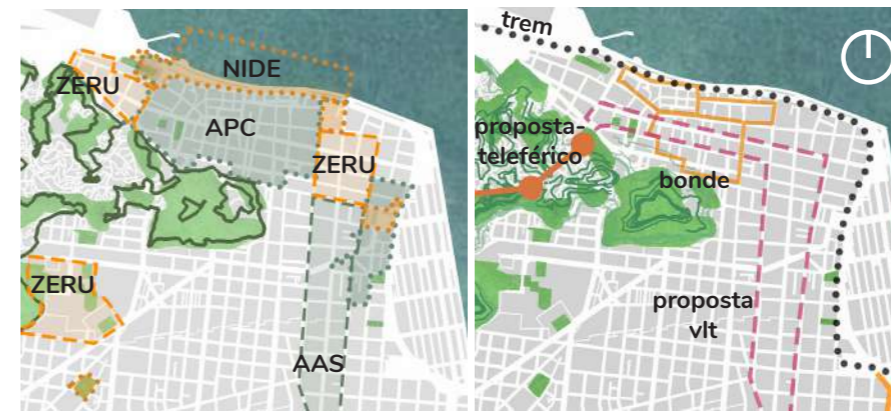 ZERU
NIDE
APC
ZERU
ZERU
AAS
trem
proposta-
teleférico
bonde
proposta
vlt